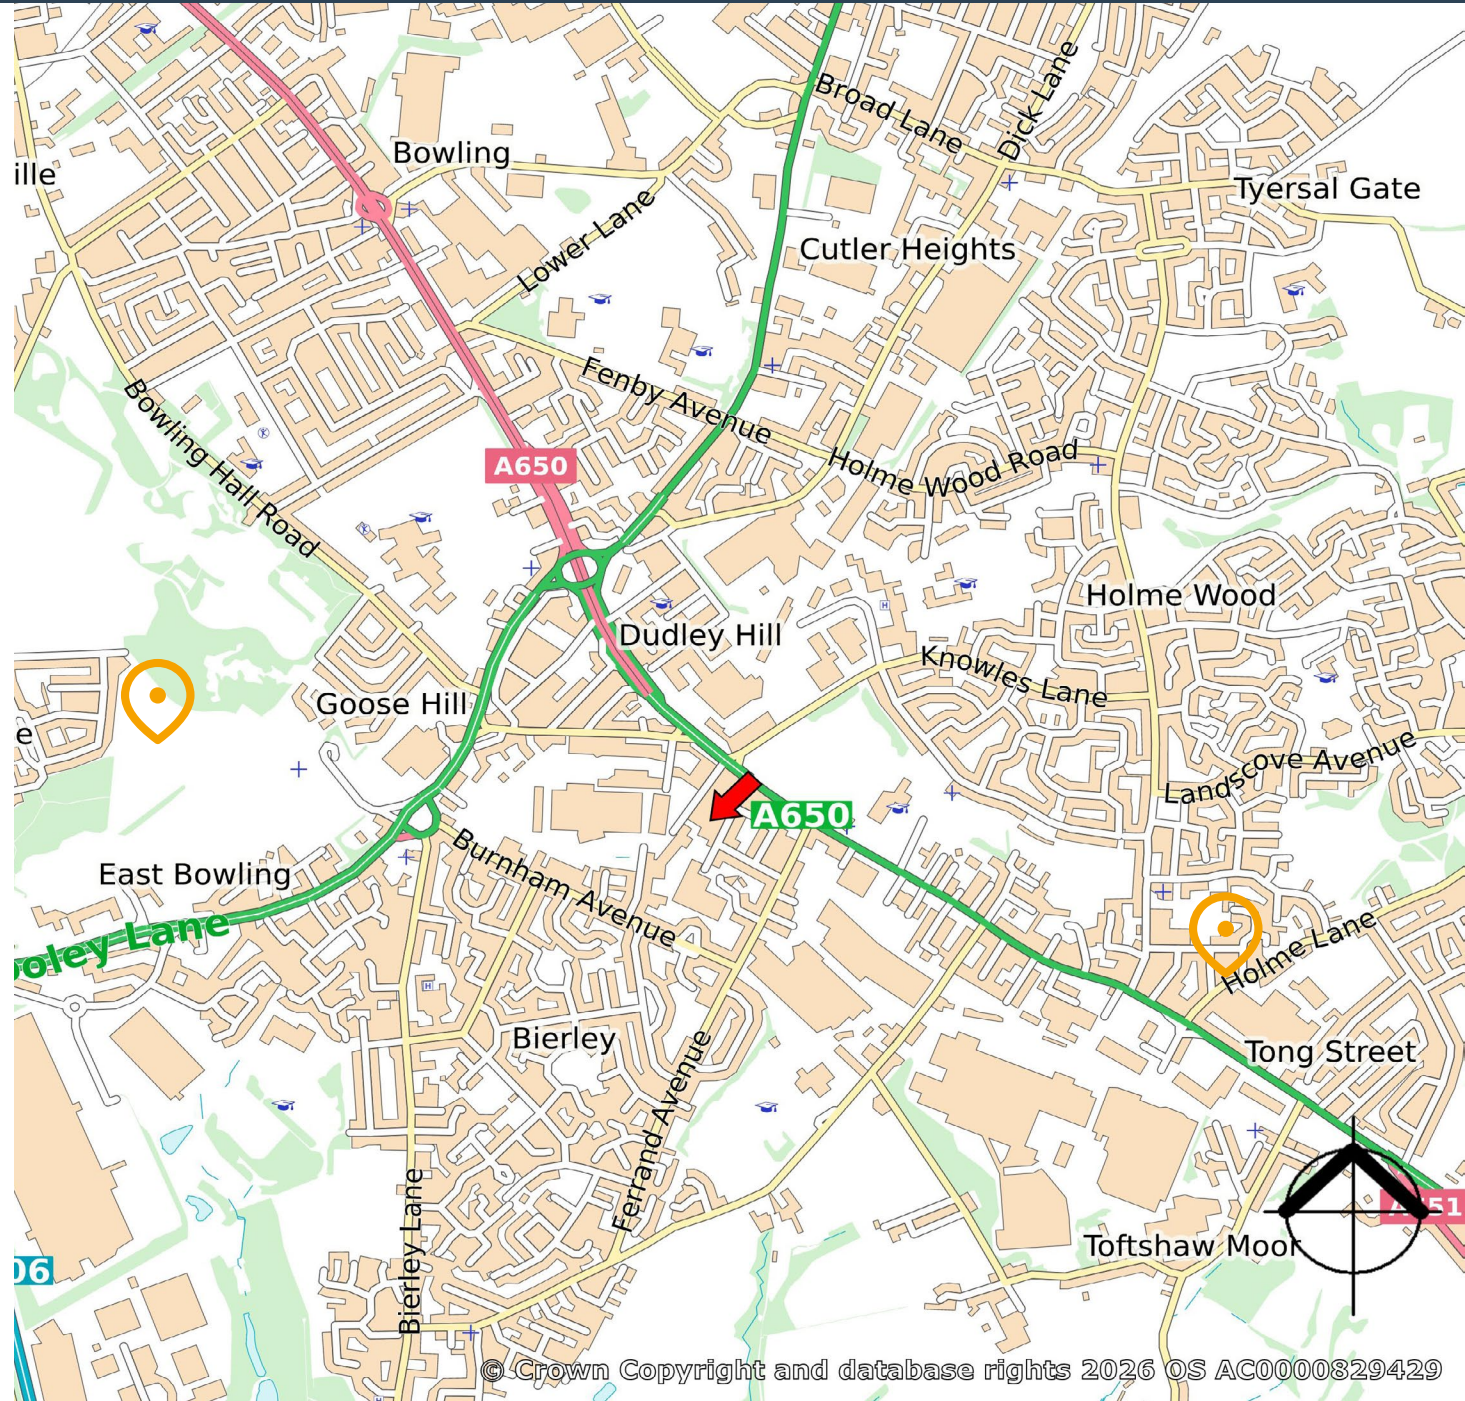 Broad Lane
Dick Lane
Bowling
ille
Tyersal Gate
Lower Lane
Cutler Heights
Fenby Avenue
Bowling Hall Road
A650
Holme Wood Road
Holme Wood
Dudley Hill
Knowles Lane
Goose Hill
e
Landscove Avenue
A650
Burnham Avenue
East Bowling
ooley Lane
Holme Lane
Bierley
Tong Street
Ferrand Avenue
Bierley Lane
Toftshaw Moor
06
© Crown Copyright and database rights 2026 OS AC0000829429